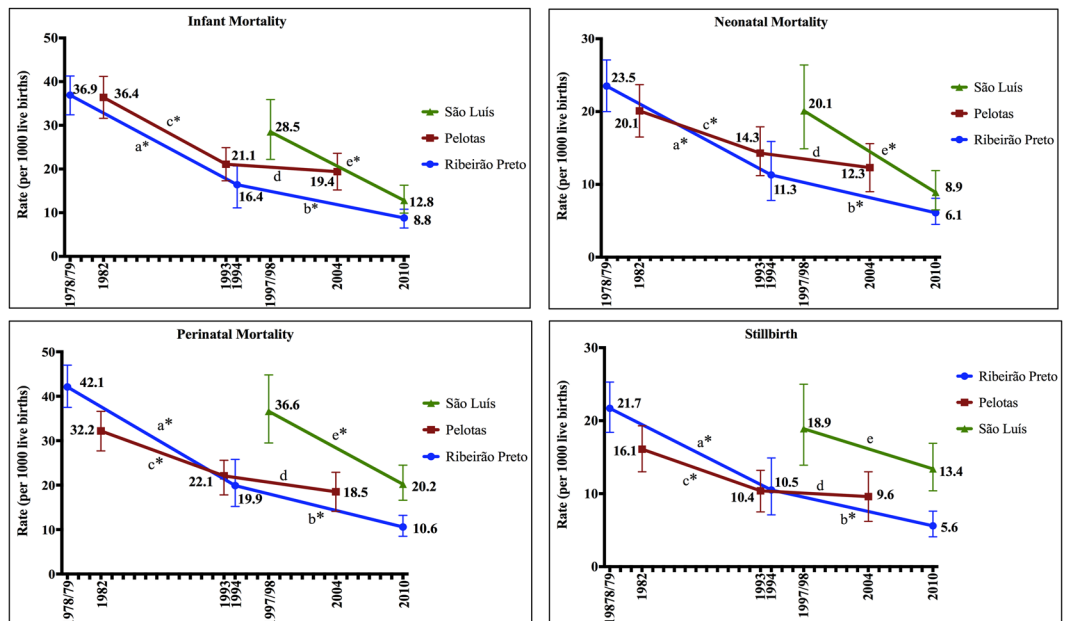 Infant Mortality
Rate (per 1000 live births)
50
40
30
20
10
0
36.9
36.4
a*
c*
21.1
16.4
28.5
d
b*
e*
19.4
12.8
8.8
São Luís
Pelotas
Ribeirão Preto
1978/79
1982
1993
1994
1997/98
2004
2010
Neonatal Mortality
Rate (per 1000 live births)
30
20
10
0
23.5
20.1
a*
c*
14.3
11.3
20.1
d
b*
e*
12.3
8.9
6.1
São Luís
Pelotas
Ribeirão Preto
1978/79
1982
1993
1994
1997/98
2004
2010
Perinatal Mortality
Rate (per 1000 live births)
50
40
30
20
10
0
42.1
32.2
a*
c*
22.1
19.9
36.6
d
b*
e*
18.5
20.2
10.6
São Luís
Pelotas
Ribeirão Preto
1978/79
1982
1993
1994
1997/98
2004
2010
Stillbirth
Rate (per 1000 live births)
30
20
10
0
21.7
16.1
a*
c*
10.4
10.5
18.9
d
b*
e
9.6
13.4
5.6
Ribeirão Preto
Pelotas
São Luís
19878/79
1982
1993
1994
1997/98
2004
2010